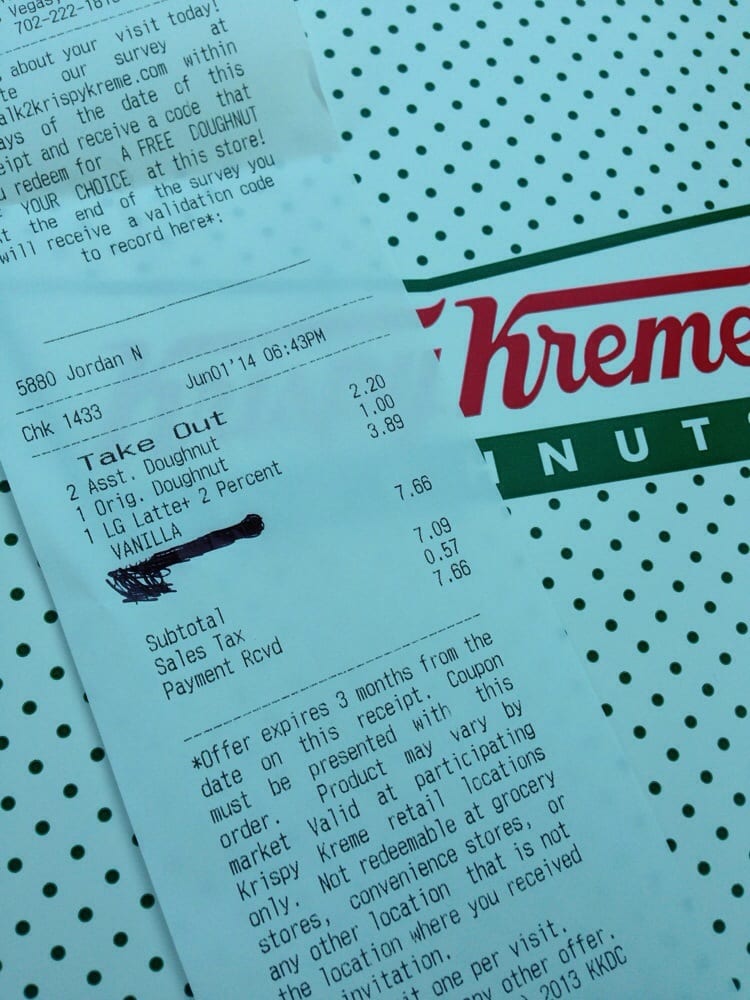 Vegas,
702-222-
about your visit today!
our survey at
alk2krispykreme.com within
ays of the date of this
eipt and receive a code that
redeem for A FREE DOUGHNUT
YOUR CHOICE at this store!
t the end of the survey you
will receive a validation code
to record here*:
5880 Jordan N
Chk 1433 Jun01'14 06:43PM
Take Out
2 Asst. Doughnut 2.20
1 Orig. Doughnut 1.00
1 LG Latte+ 2 Percent 3.89
VANILLA
7.66
Subtotal 7.09
Sales Tax 0.57
Payment Rcvd 7.66
*Offer expires 3 months from the
date on this receipt. Coupon
must be presented with this
order. Product may vary by
market Valid at participating
Krispy Kreme retail locations
only. Not redeemable at grocery
stores, convenience stores, or
any other location that is not
the location where you received
the invitation.
it one per visit.
any other offer.
2013 KKDC
Kreme
NUTS